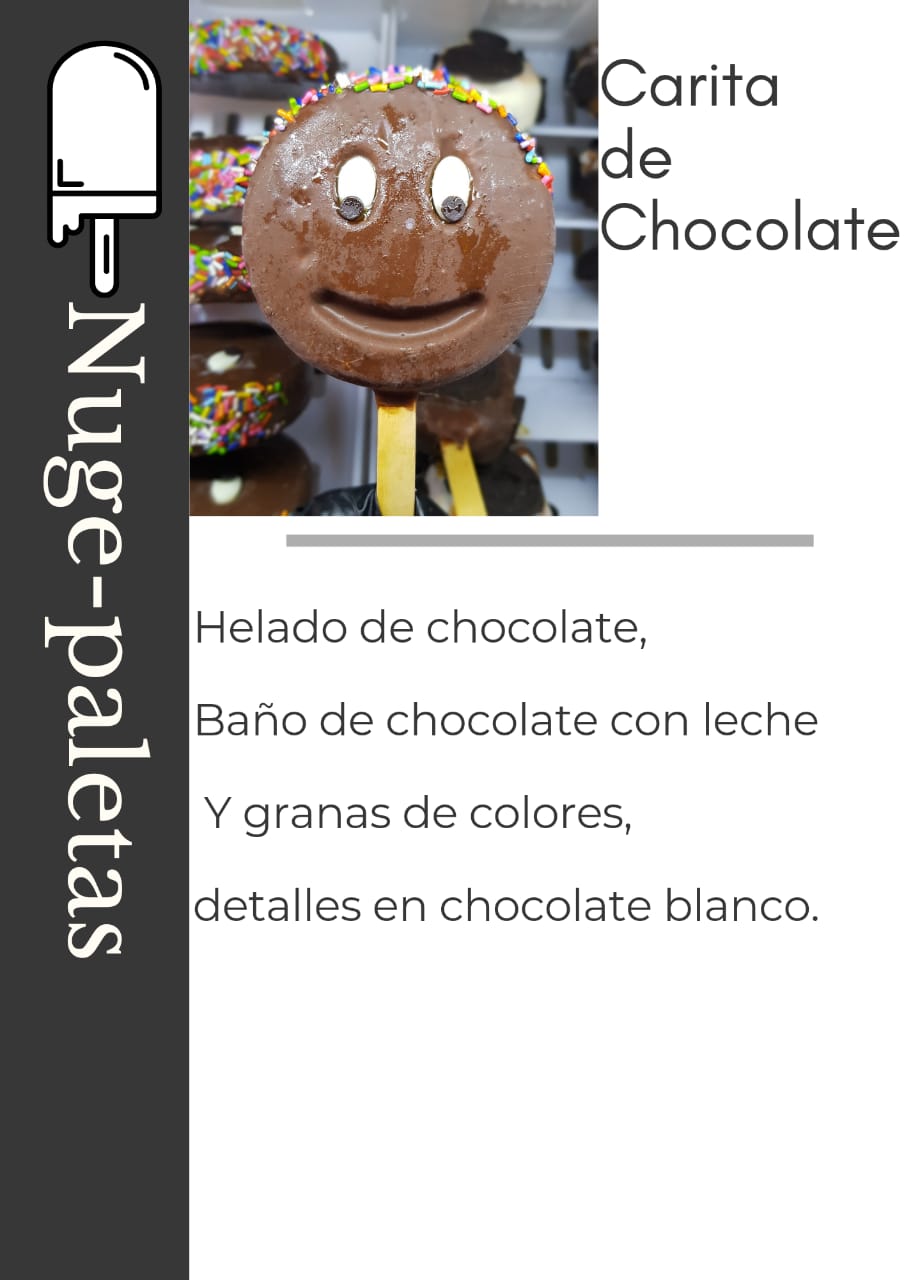 Nuge-paletas
Carita
de
Chocolate
Helado de chocolate,
Baño de chocolate con leche
Y granas de colores,
detalles en chocolate blanco.